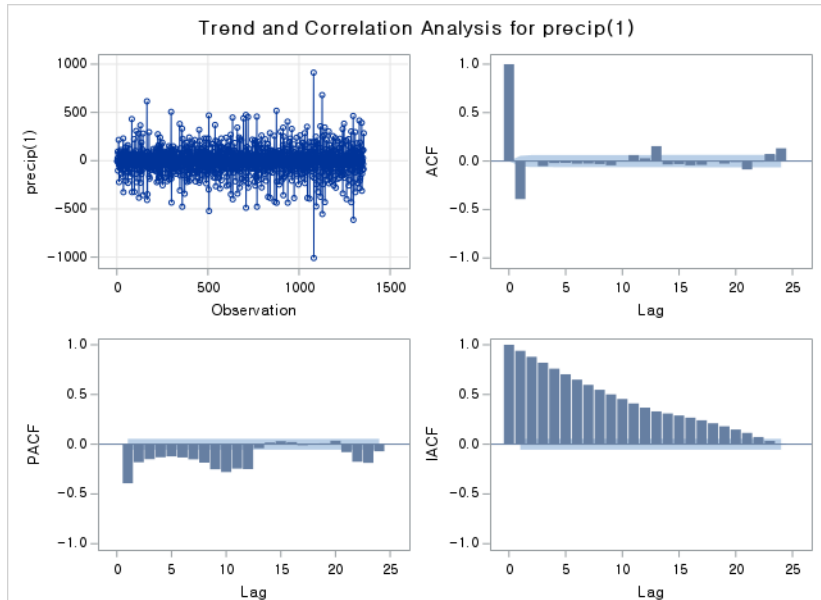 Trend and Correlation Analysis for precip(1)
precip(1)
1000
500
0
-500
-1000
0 500 1000 1500
Observation
ACF
1.0
0.5
0.0
-0.5
-1.0
0 5 10 15 20 25
Lag
PACF
1.0
0.5
0.0
-0.5
-1.0
0 5 10 15 20 25
Lag
IACF
1.0
0.5
0.0
-0.5
-1.0
0 5 10 15 20 25
Lag